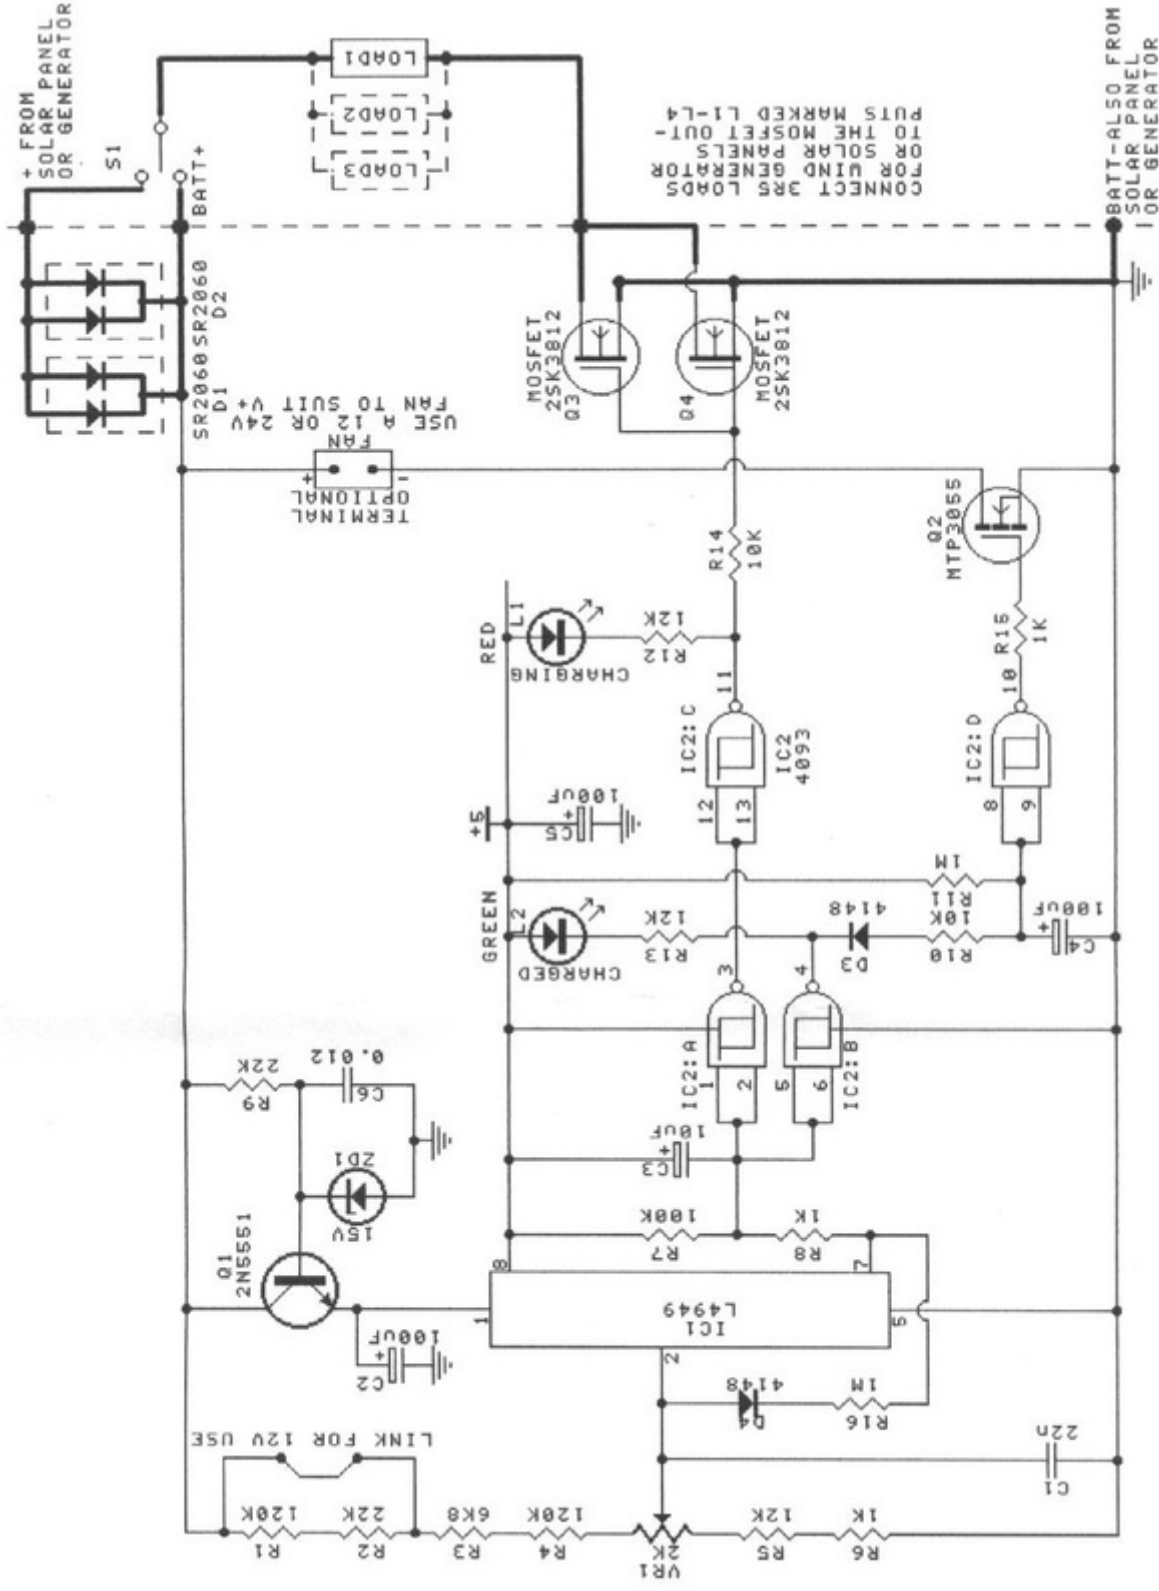 + FROM
SOLAR PANEL
OR GENERATOR
S1
BATT+
LOAD1
LOAD2
LOAD3
CONNECT 3R5 LOADS
FOR WIND GENERATOR
OR SOLAR PANELS
TO THE MOSFET OUT-
PUTS MARKED L1-L4
BATT-ALSO FROM
SOLAR PANEL
OR GENERATOR
SR2060
D2
SR2060
D1
USE A 12 OR 24V
FAN TO SUIT V+
FAN
+
-
OPTIONAL
TERMINAL
MOSFET
2SK3812
Q3
Q4
MOSFET
2SK3812
Q2
MTP3055
R14
10K
R15
1K
RED
L1
CHARGING
12K
R12
11
IC2:C
IC2
4093
12
13
10
IC2:D
8
9
+5
100uF
+
C5
1M
R11
GREEN
L2
CHARGED
12K
R13
4148
D3
10K
R10
100uF
+
C4
3
IC2:A
1
2
4
IC2:B
5
6
22K
R9
0.012
C6
ZD1
15V
10uF
+
C3
100K
R7
1K
R8
Q1
2N5551
100uF
+
C2
8
1
IC1
L4949
7
5
2
4148
D4
1M
R16
LINK FOR 12V USE
22n
C1
120K
R1
22K
R2
6K8
R3
120K
R4
2K
VR1
12K
R5
1K
R6